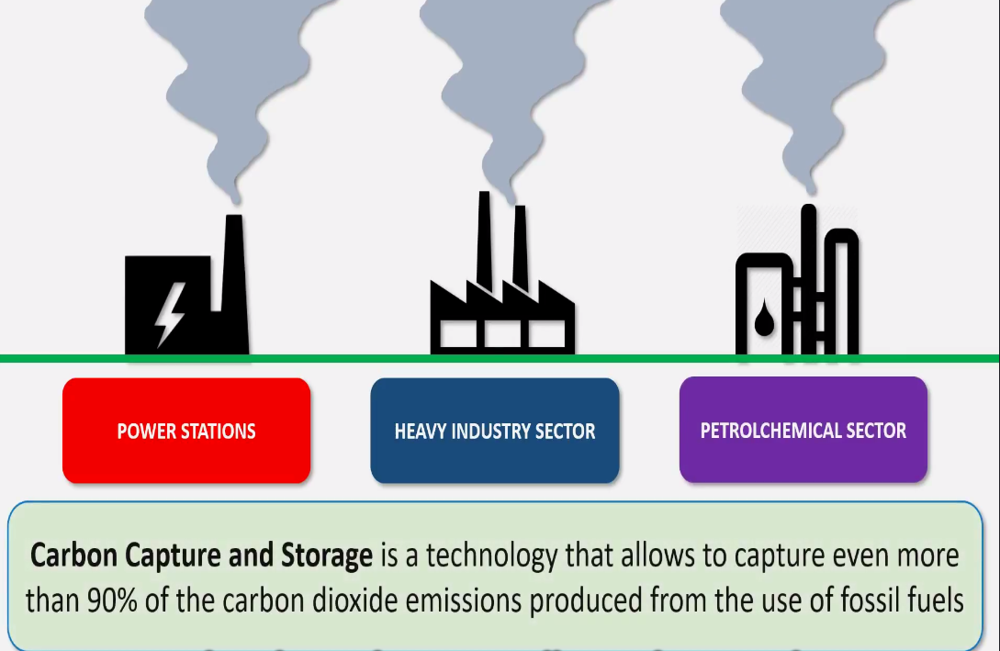 POWER STATIONS
HEAVY INDUSTRY SECTOR
PETROLCHEMICAL SECTOR
Carbon Capture and Storage is a technology that allows to capture even more
than 90% of the carbon dioxide emissions produced from the use of fossil fuels